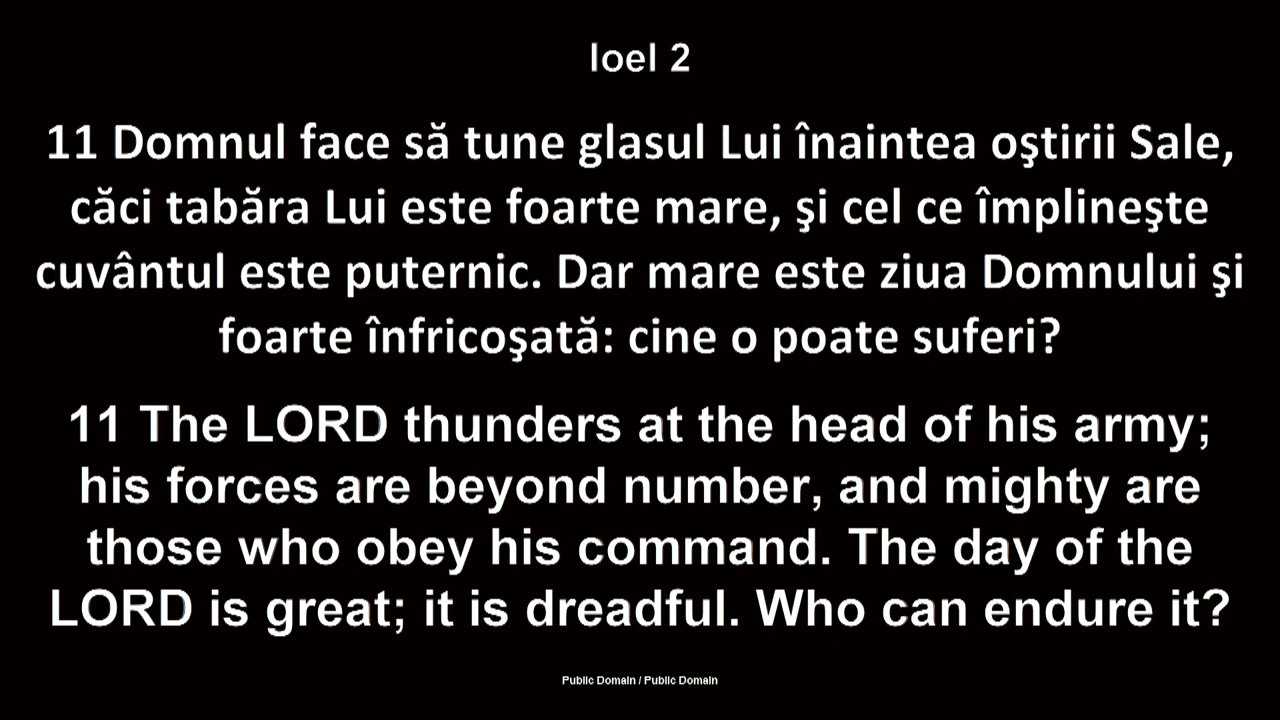 Ioel 2
11 Domnul face să tune glasul Lui înaintea oştirii Sale,
căci tabăra Lui este foarte mare, şi cel ce împlineşte
cuvântul este puternic. Dar mare este ziua Domnului şi
foarte înfricoşată: cine o poate suferi?
11 The LORD thunders at the head of his army;
his forces are beyond number, and mighty are
those who obey his command. The day of the
LORD is great; it is dreadful. Who can endure it?
Public Domain / Public Domain